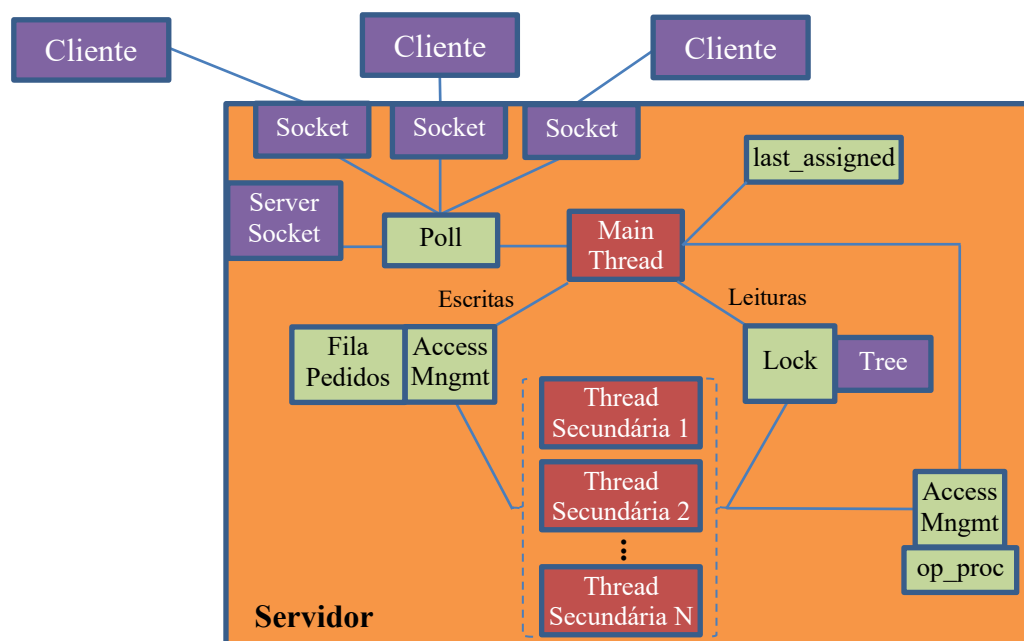 Cliente
Cliente
Cliente
Socket
Socket
Socket
last_assigned
Server
Socket
Poll
Main
Thread
Escritas
Leituras
Fila
Pedidos
Access
Mngmt
Lock
Tree
Thread
Secundária 1
Thread
Secundária 2
Access
Mngmt
op_proc
Thread
Secundária N
Servidor